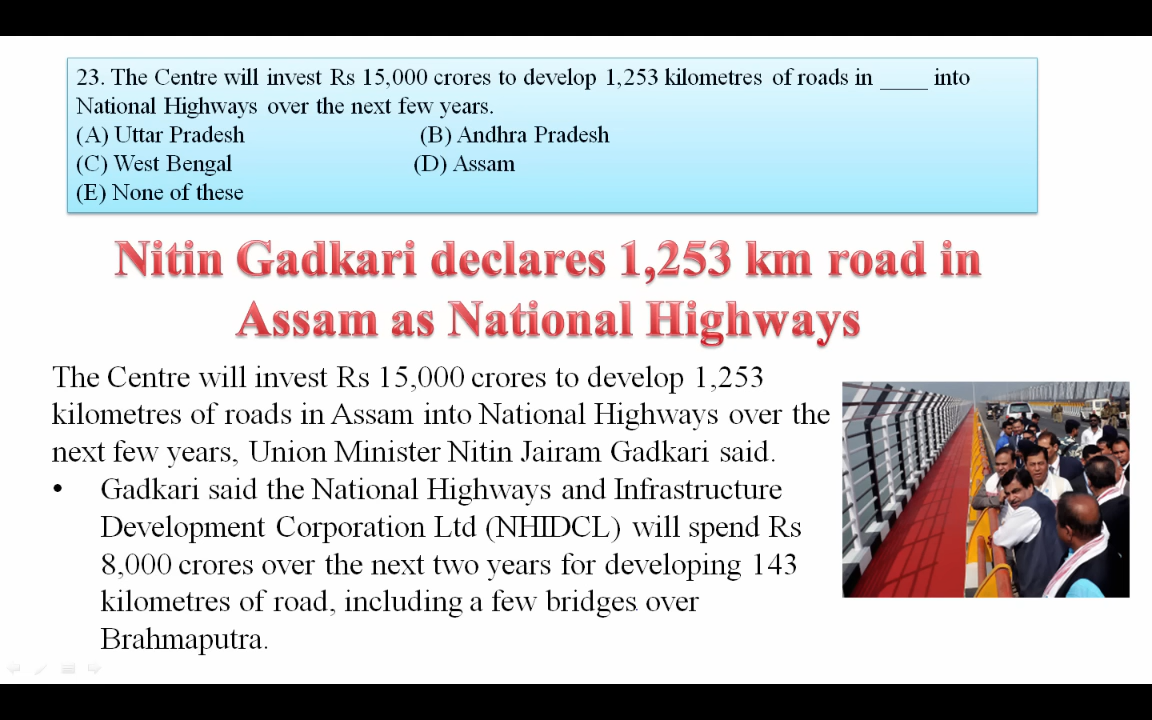 23. The Centre will invest Rs 15,000 crores to develop 1,253 kilometres of roads in ____ into
National Highways over the next few years.
(A) Uttar Pradesh (B) Andhra Pradesh
(C) West Bengal (D) Assam
(E) None of these
Nitin Gadkari declares 1,253 km road in
Assam as National Highways
The Centre will invest Rs 15,000 crores to develop 1,253
kilometres of roads in Assam into National Highways over the
next few years, Union Minister Nitin Jairam Gadkari said.
• Gadkari said the National Highways and Infrastructure
Development Corporation Ltd (NHIDCL) will spend Rs
8,000 crores over the next two years for developing 143
kilometres of road, including a few bridges over
Brahmaputra.